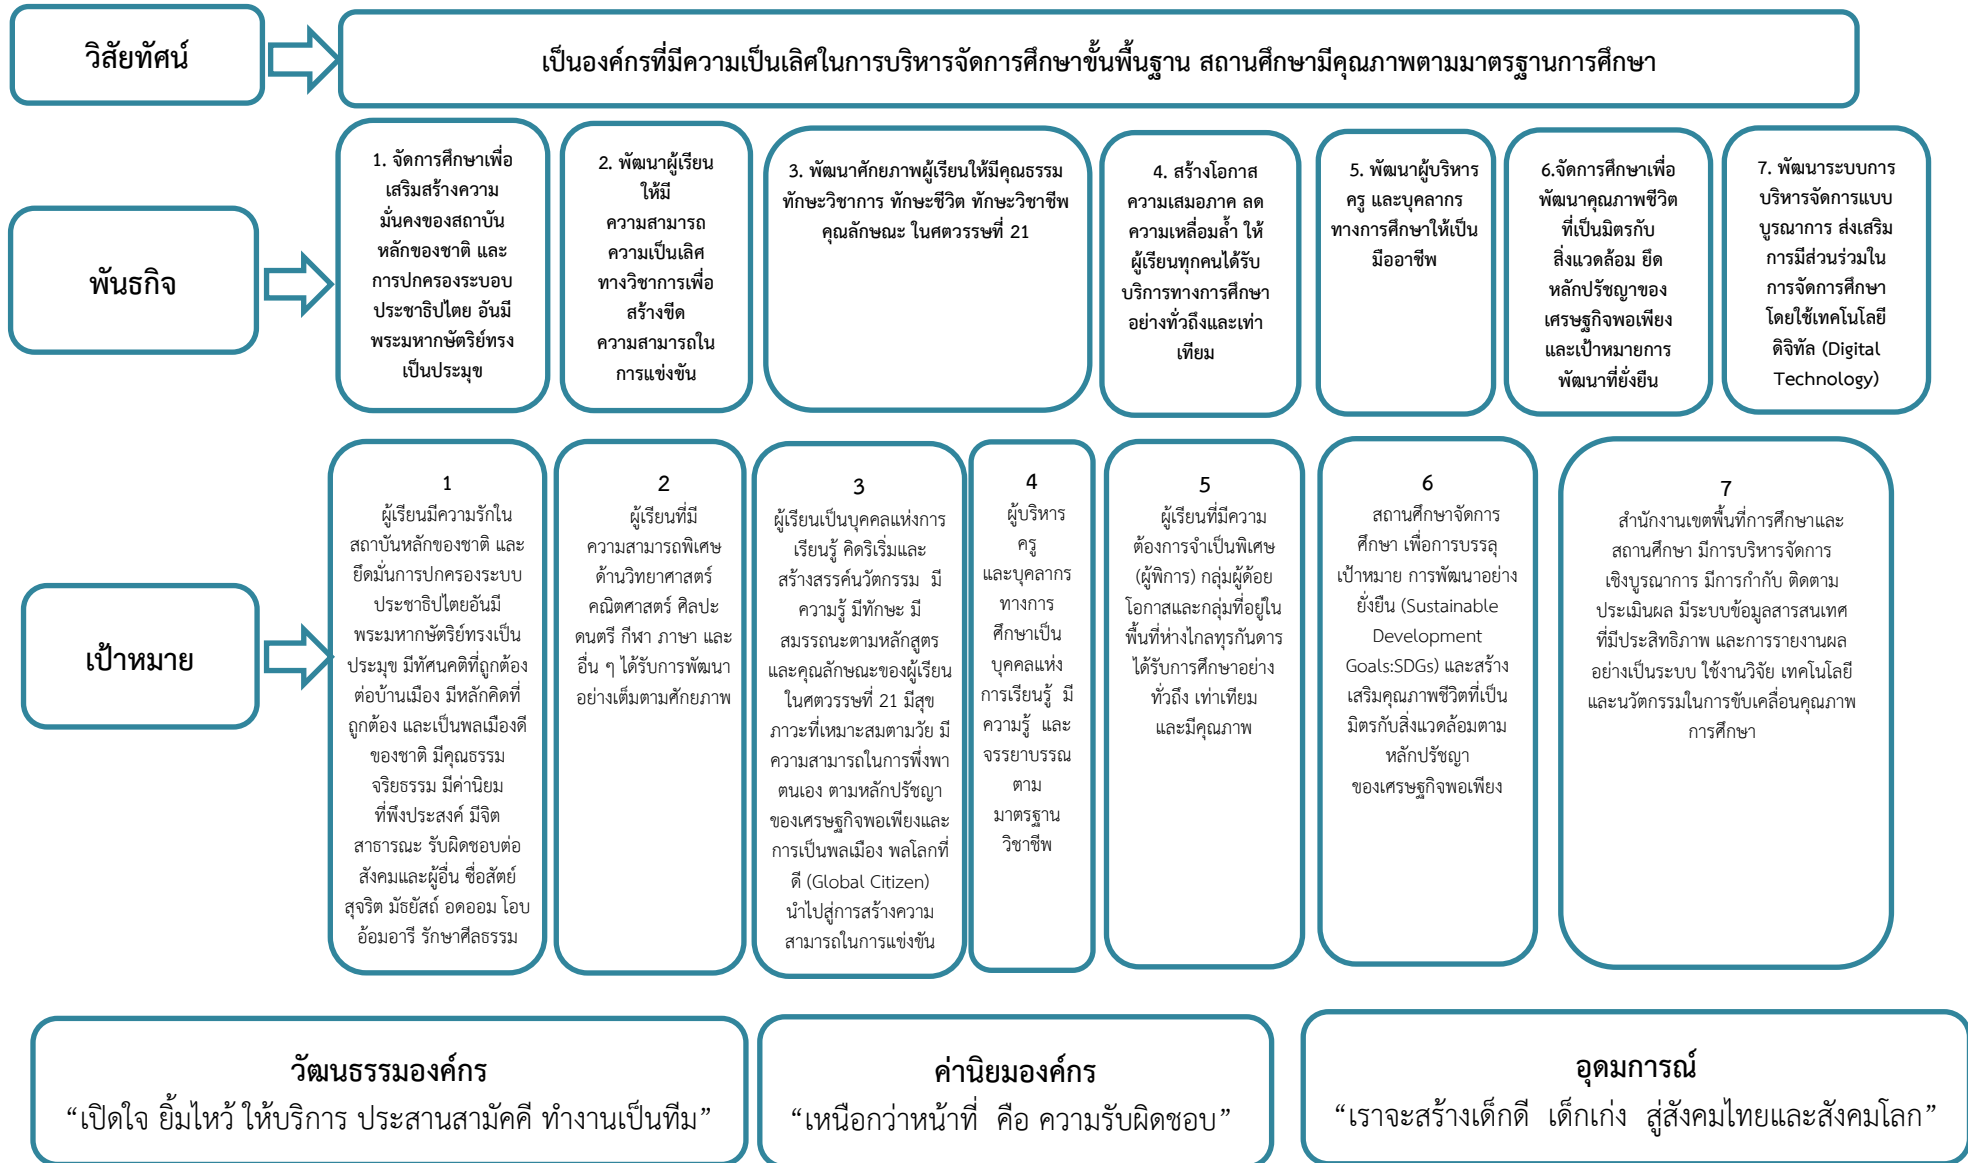 วิสัยทัศน์
เป็นองค์กรที่มีความเป็นเลิศในการบริหารจัดการศึกษาขั้นพื้นฐาน สถานศึกษามีคุณภาพตามมาตรฐานการศึกษา
พันธกิจ
1. จัดการศึกษาเพื่อ
เสริมสร้างความ
มั่นคงของสถาบัน
หลักของชาติ และ
การปกครองระบอบ
ประชาธิปไตย อันมี
พระมหากษัตริย์ทรง
เป็นประมุข
2. พัฒนาผู้เรียน
ให้มี
ความสามารถ
ความเป็นเลิศ
ทางวิชาการเพื่อ
สร้างขีด
ความสามารถใน
การแข่งขัน
3. พัฒนาศักยภาพผู้เรียนให้มีคุณธรรม
ทักษะวิชาการ ทักษะชีวิต ทักษะวิชาชีพ
คุณลักษณะ ในศตวรรษที่ 21
4. สร้างโอกาส
ความเสมอภาค ลด
ความเหลื่อมล้ำ ให้
ผู้เรียนทุกคนได้รับ
บริการทางการศึกษา
อย่างทั่วถึงและเท่า
เทียม
5. พัฒนาผู้บริหาร
ครู และบุคลากร
ทางการศึกษาให้เป็น
มืออาชีพ
6.จัดการศึกษาเพื่อ
พัฒนาคุณภาพชีวิต
ที่เป็นมิตรกับ
สิ่งแวดล้อม ยึด
หลักปรัชญาของ
เศรษฐกิจพอเพียง
และเป้าหมายการ
พัฒนาที่ยั่งยืน
7. พัฒนาระบบการ
บริหารจัดการแบบ
บูรณาการ ส่งเสริม
การมีส่วนร่วมใน
การจัดการศึกษา
โดยใช้เทคโนโลยี
ดิจิทัล (Digital
Technology)
เป้าหมาย
1
ผู้เรียนมีความรักใน
สถาบันหลักของชาติ และ
ยึดมั่นการปกครองระบบ
ประชาธิปไตยอันมี
พระมหากษัตริย์ทรงเป็น
ประมุข มีทัศนคติที่ถูกต้อง
ต่อบ้านเมือง มีหลักคิดที่
ถูกต้อง และเป็นพลเมืองดี
ของชาติ มีคุณธรรม
จริยธรรม มีค่านิยม
ที่พึงประสงค์ มีจิต
สาธารณะ รับผิดชอบต่อ
สังคมและผู้อื่น ซื่อสัตย์
สุจริต มัธยัสถ์ อดออม โอบ
อ้อมอารี รักษาศีลธรรม
2
ผู้เรียนที่มี
ความสามารถพิเศษ
ด้านวิทยาศาสตร์
คณิตศาสตร์ ศิลปะ
ดนตรี กีฬา ภาษา และ
อื่น ๆ ได้รับการพัฒนา
อย่างเต็มตามศักยภาพ
3
ผู้เรียนเป็นบุคคลแห่งการ
เรียนรู้ คิดริเริ่มและ
สร้างสรรค์นวัตกรรม มี
ความรู้ มีทักษะ มี
สมรรถนะตามหลักสูตร
และคุณลักษณะของผู้เรียน
ในศตวรรษที่ 21 มีสุข
ภาวะที่เหมาะสมตามวัย มี
ความสามารถในการพึ่งพา
ตนเอง ตามหลักปรัชญา
ของเศรษฐกิจพอเพียงและ
การเป็นพลเมือง พลโลกที่
ดี (Global Citizen)
นำไปสู่การสร้างความ
สามารถในการแข่งขัน
4
ผู้บริหาร
ครู
และบุคลากร
ทางการ
ศึกษาเป็น
บุคคลแห่ง
การเรียนรู้ มี
ความรู้ และ
จรรยาบรรณ
ตาม
มาตรฐาน
วิชาชีพ
5
ผู้เรียนที่มีความ
ต้องการจำเป็นพิเศษ
(ผู้พิการ) กลุ่มผู้ด้อย
โอกาสและกลุ่มที่อยู่ใน
พื้นที่ห่างไกลทุรกันดาร
ได้รับการศึกษาอย่าง
ทั่วถึง เท่าเทียม
และมีคุณภาพ
6
สถานศึกษาจัดการ
ศึกษา เพื่อการบรรลุ
เป้าหมาย การพัฒนาอย่าง
ยั่งยืน (Sustainable
Development
Goals:SDGs) และสร้าง
เสริมคุณภาพชีวิตที่เป็น
มิตรกับสิ่งแวดล้อมตาม
หลักปรัชญา
ของเศรษฐกิจพอเพียง
7
สำนักงานเขตพื้นที่การศึกษาและ
สถานศึกษา มีการบริหารจัดการ
เชิงบูรณาการ มีการกำกับ ติดตาม
ประเมินผล มีระบบข้อมูลสารสนเทศ
ที่มีประสิทธิภาพ และการรายงานผล
อย่างเป็นระบบ ใช้งานวิจัย เทคโนโลยี
และนวัตกรรมในการขับเคลื่อนคุณภาพ
การศึกษา
วัฒนธรรมองค์กร
“เปิดใจ ยิ้มไหว้ ให้บริการ ประสานสามัคคี ทำงานเป็นทีม”
ค่านิยมองค์กร
“เหนือกว่าหน้าที่ คือ ความรับผิดชอบ”
อุดมการณ์
“เราจะสร้างเด็กดี เด็กเก่ง สู่สังคมไทยและสังคมโลก”